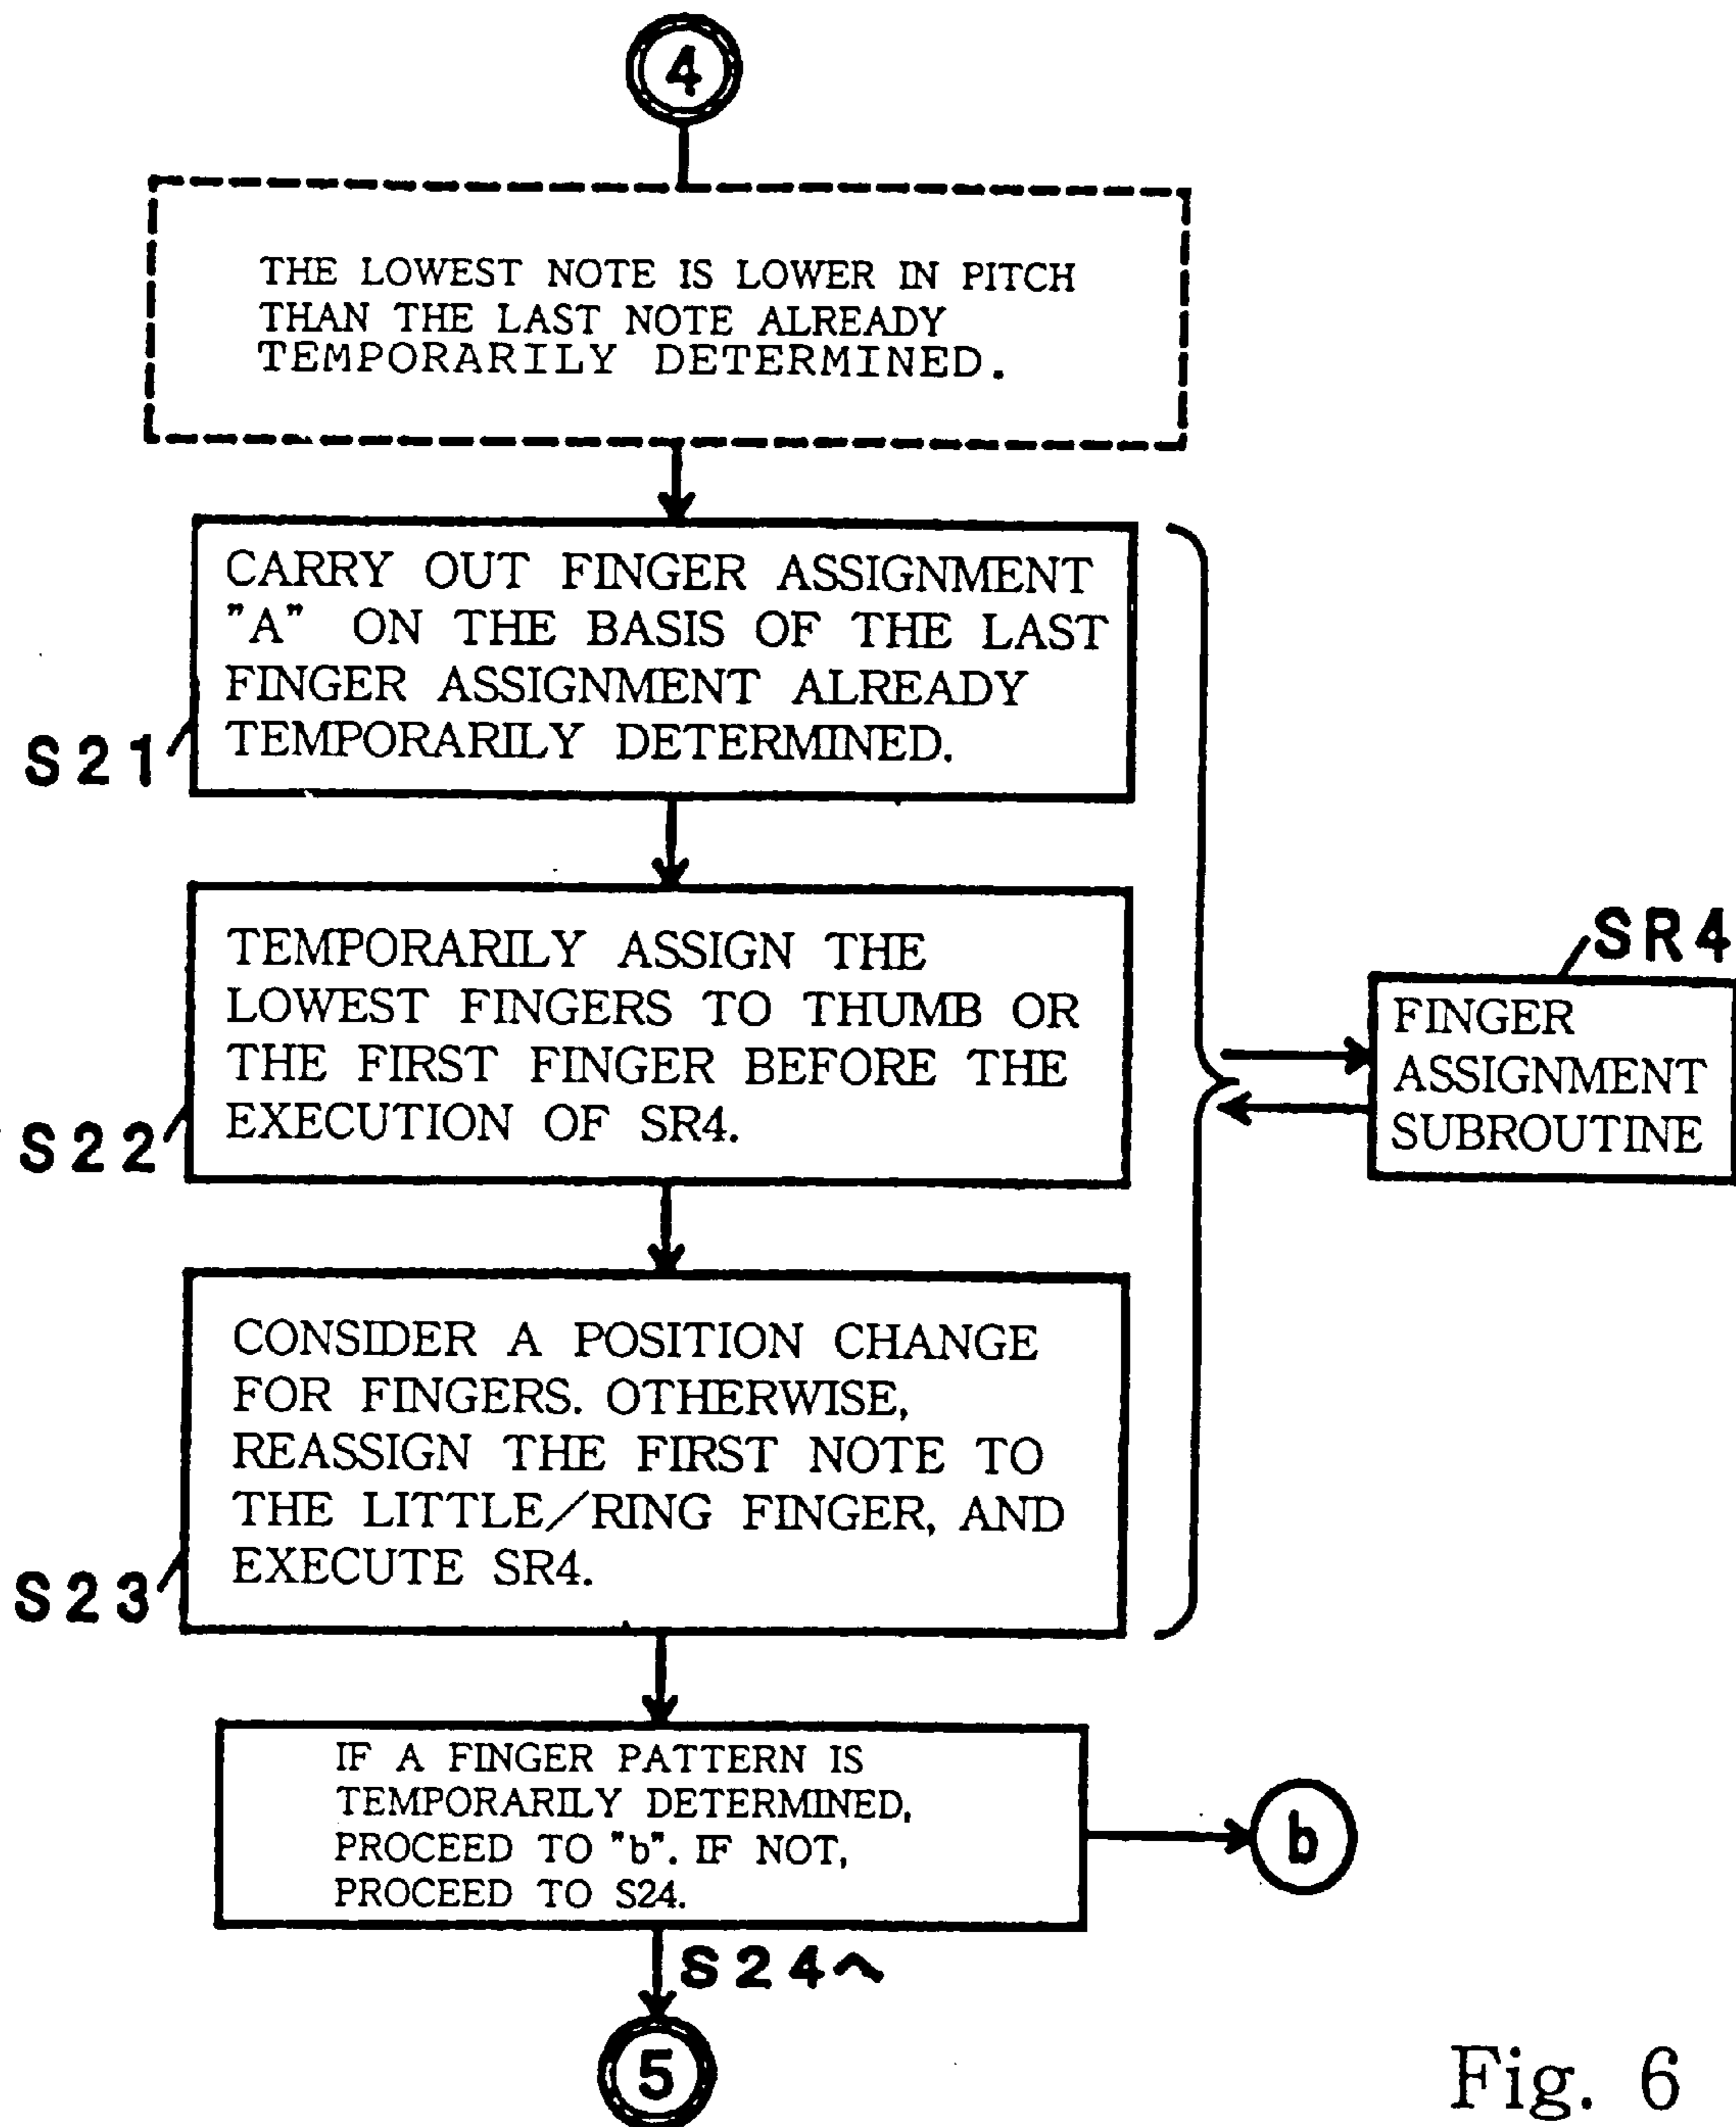 4
THE LOWEST NOTE IS LOWER IN PITCH
THAN THE LAST NOTE ALREADY
TEMPORARILY DETERMINED.
CARRY OUT FINGER ASSIGNMENT
"A" ON THE BASIS OF THE LAST
FINGER ASSIGNMENT ALREADY
TEMPORARILY DETERMINED.
S21
TEMPORARILY ASSIGN THE
LOWEST FINGERS TO THUMB OR
THE FIRST FINGER BEFORE THE
EXECUTION OF SR4.
S22
SR4
FINGER
ASSIGNMENT
SUBROUTINE
CONSIDER A POSITION CHANGE
FOR FINGERS. OTHERWISE,
REASSIGN THE FIRST NOTE TO
THE LITTLE/RING FINGER, AND
EXECUTE SR4.
S23
IF A FINGER PATTERN IS
TEMPORARILY DETERMINED,
PROCEED TO "b". IF NOT,
PROCEED TO S24.
b
S24~
5
Fig. 6